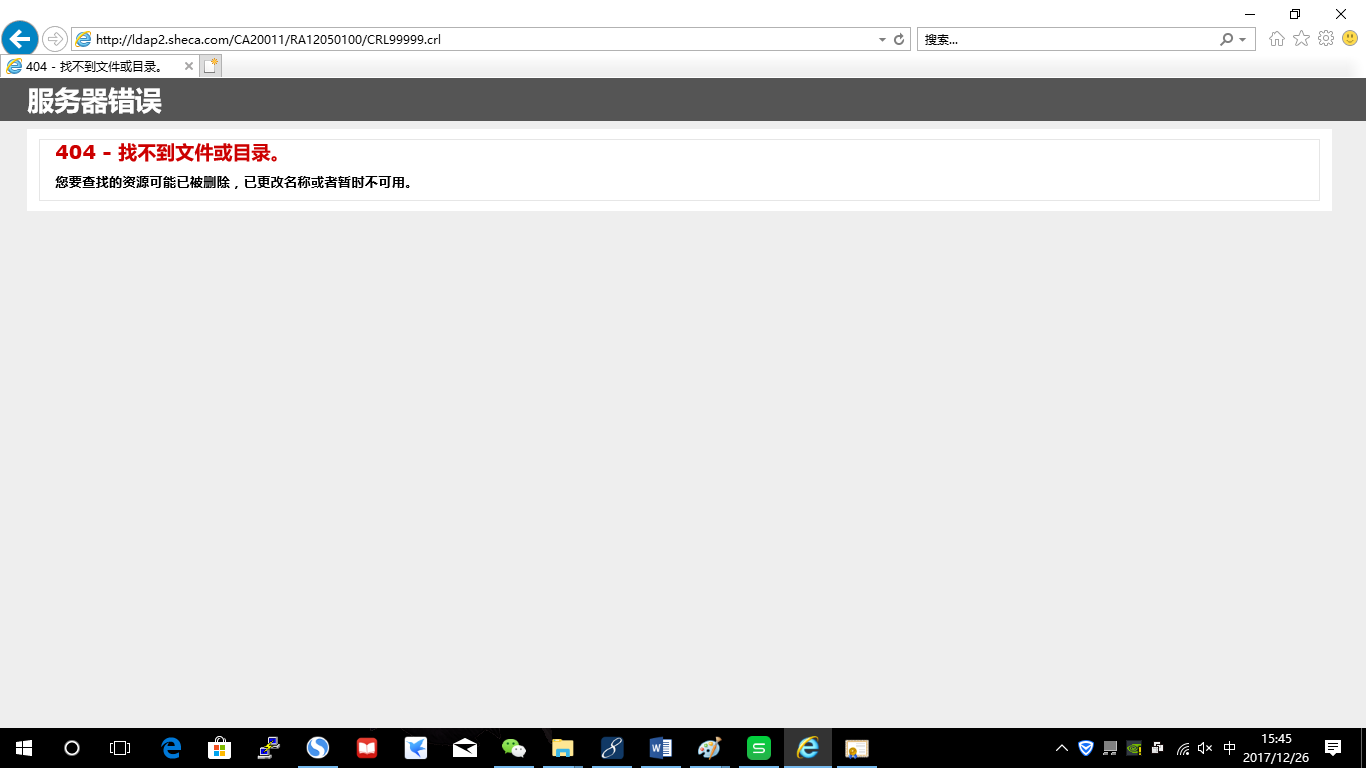 http://ldap2.sheca.com/CA20011/RA12050100/CRL99999.crl
搜索...
404 - 找不到文件或目录。
服务器错误
404 - 找不到文件或目录。
您要查找的资源可能已被删除，已更改名称或者暂时不可用。
中
15:45
2017/12/26